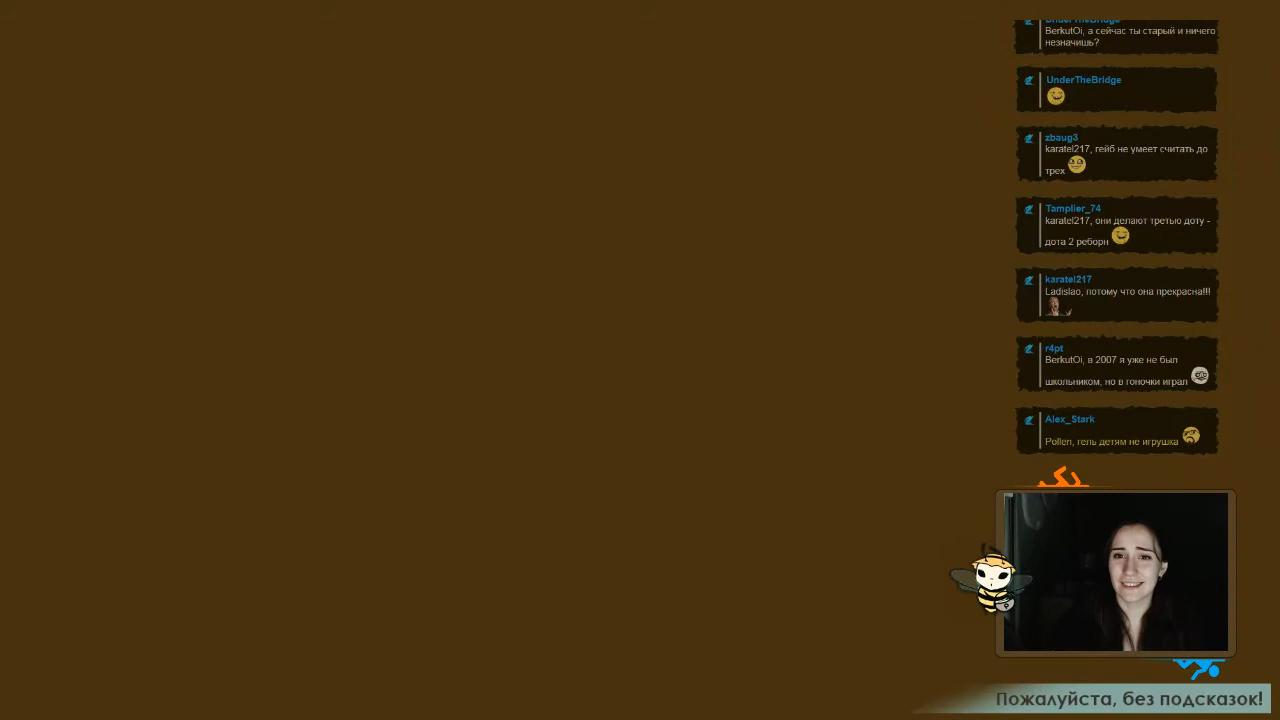 UnderTheBridge
BerkutOi, а сейчас ты старый и ничего
незначишь?
UnderTheBridge
zbaug3
karatel217, гейб не умеет считать до
трех
Tamplier_74
karatel217, они делают третью доту -
дота 2 реборн
karatel217
Ladislao, потому что она прекрасна!!!
r4pt
BerkutOi, в 2007 я уже не был
школьником, но в гоночки играл
Alex_Stark
Pollen, гель детям не игрушка
Пожалуйста, без подсказок!